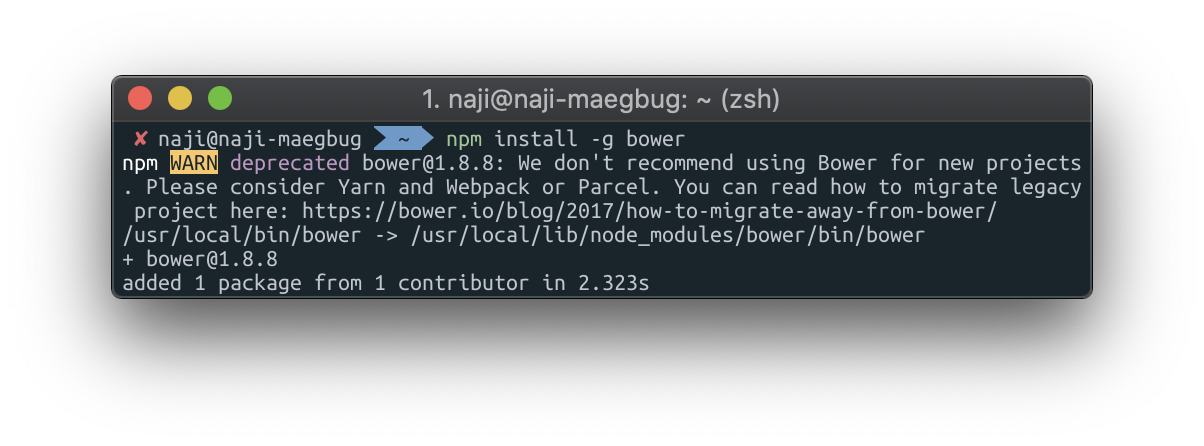 1. naji@naji-maegbug: ~ (zsh)
✘ naji@naji-maegbug ~ npm install -g bower
npm WARN deprecated bower@1.8.8: We don't recommend using Bower for new projects
. Please consider Yarn and Webpack or Parcel. You can read how to migrate legacy
project here: https://bower.io/blog/2017/how-to-migrate-away-from-bower/
/usr/local/bin/bower -> /usr/local/lib/node_modules/bower/bin/bower
+ bower@1.8.8
added 1 package from 1 contributor in 2.323s